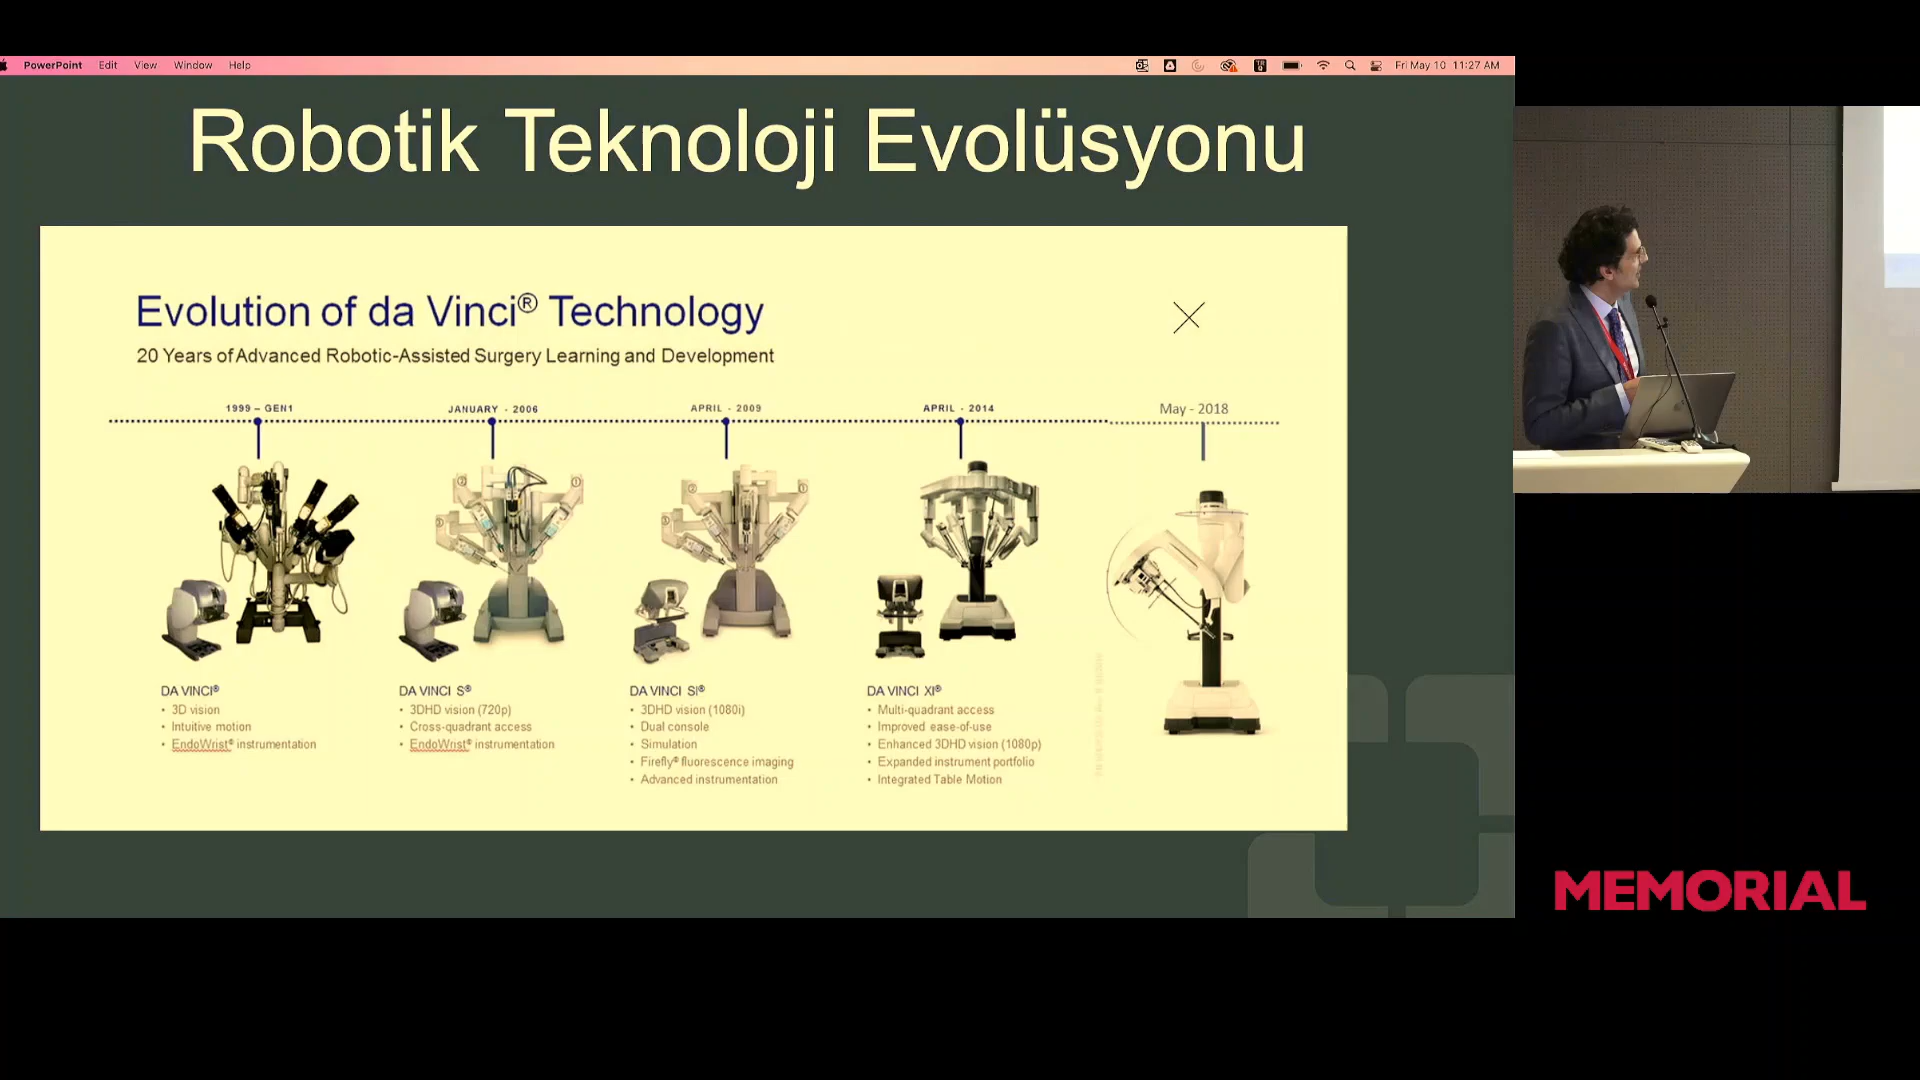 PowerPoint Edit View Window Help
Fri May 10 11:27 AM
Robotik Teknoloji Evolüsyonu
Evolution of da Vinci® Technology
20 Years of Advanced Robotic-Assisted Surgery Learning and Development
1999 – GEN1
JANUARY - 2006
APRIL - 2009
APRIL - 2014
May - 2018
DA VINCI®
• 3D vision
• Intuitive motion
• EndoWrist® instrumentation
DA VINCI S®
• 3DHD vision (720p)
• Cross-quadrant access
• EndoWrist® instrumentation
DA VINCI SI®
• 3DHD vision (1080i)
• Dual console
• Simulation
• Firefly® fluorescence imaging
• Advanced instrumentation
DA VINCI XI®
• Multi-quadrant access
• Improved ease-of-use
• Enhanced 3DHD vision (1080p)
• Expanded instrument portfolio
• Integrated Table Motion
MEMORIAL